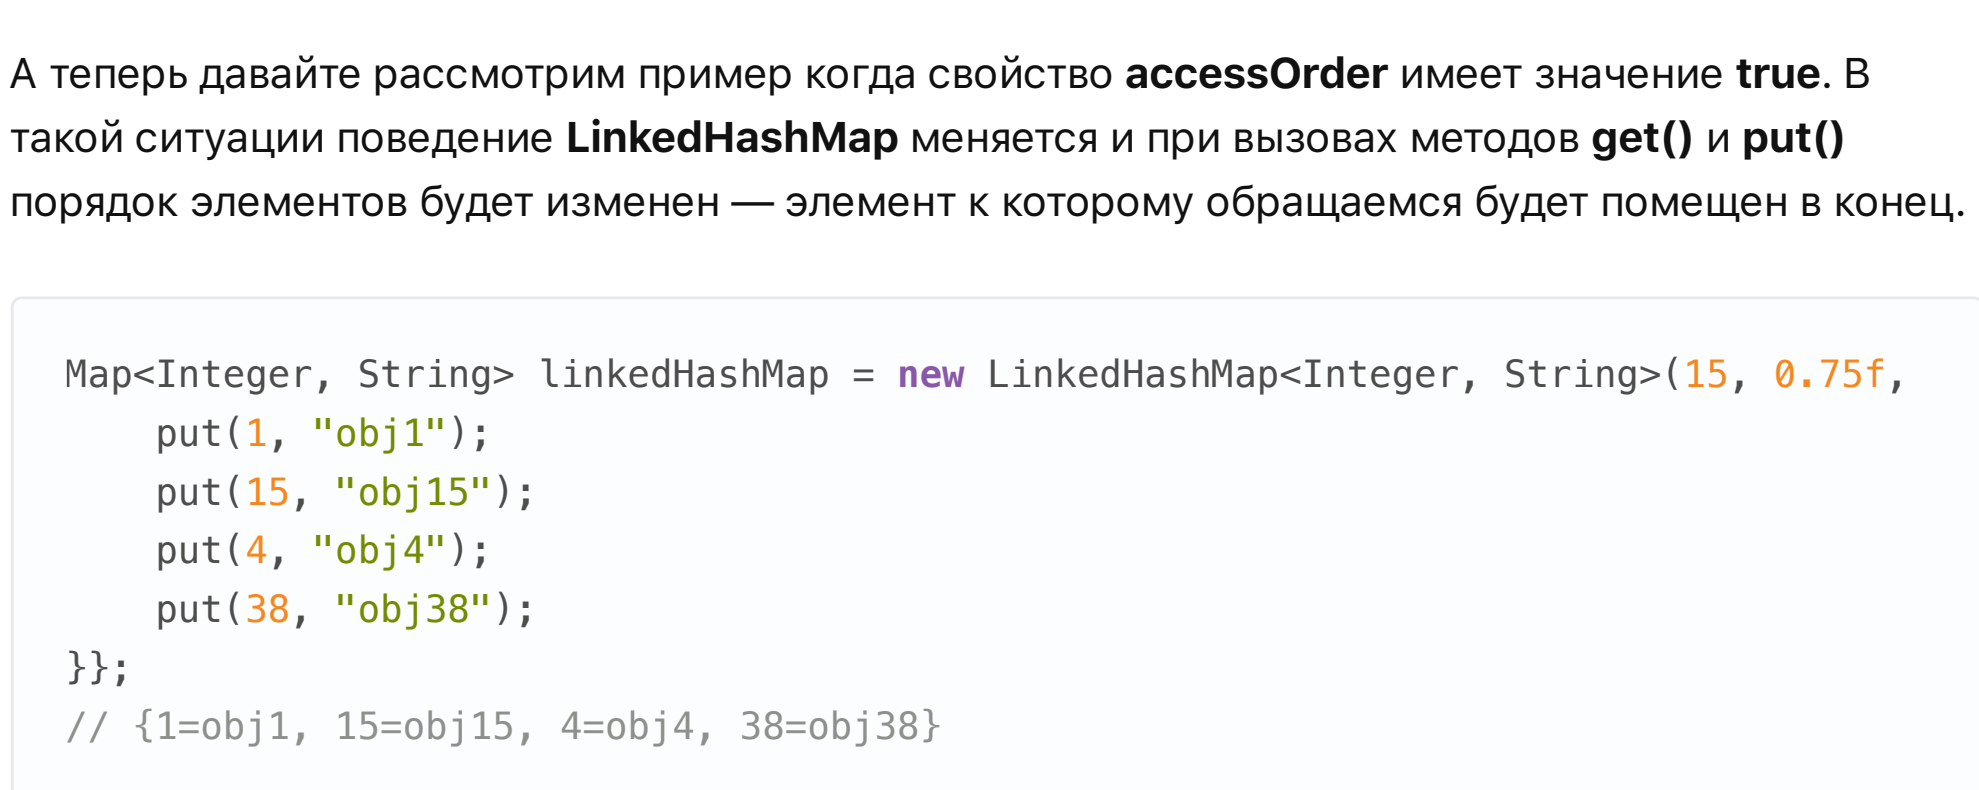 А теперь давайте рассмотрим пример когда свойство accessOrder имеет значение true. В
такой ситуации поведение LinkedHashMap меняется и при вызовах методов get() и put()
порядок элементов будет изменен — элемент к которому обращаемся будет помещен в конец.
Map<Integer, String> linkedHashMap = new LinkedHashMap<Integer, String>(15, 0.75f,
    put(1, "obj1");
    put(15, "obj15");
    put(4, "obj4");
    put(38, "obj38");
}};
// {1=obj1, 15=obj15, 4=obj4, 38=obj38}